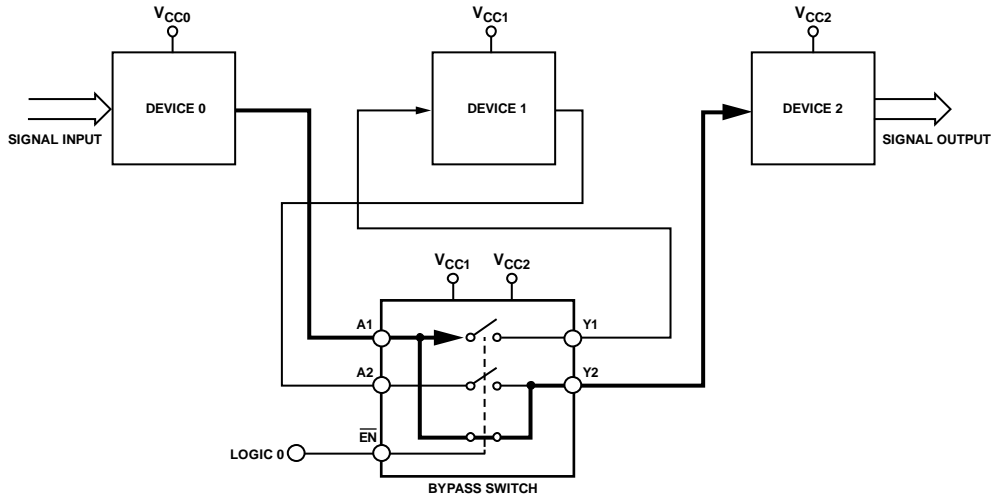 VCC0
VCC1
VCC2
DEVICE 0
DEVICE 1
DEVICE 2
SIGNAL INPUT
SIGNAL OUTPUT
VCC1
VCC2
A1
Y1
A2
Y2
EN
LOGIC 0
BYPASS SWITCH